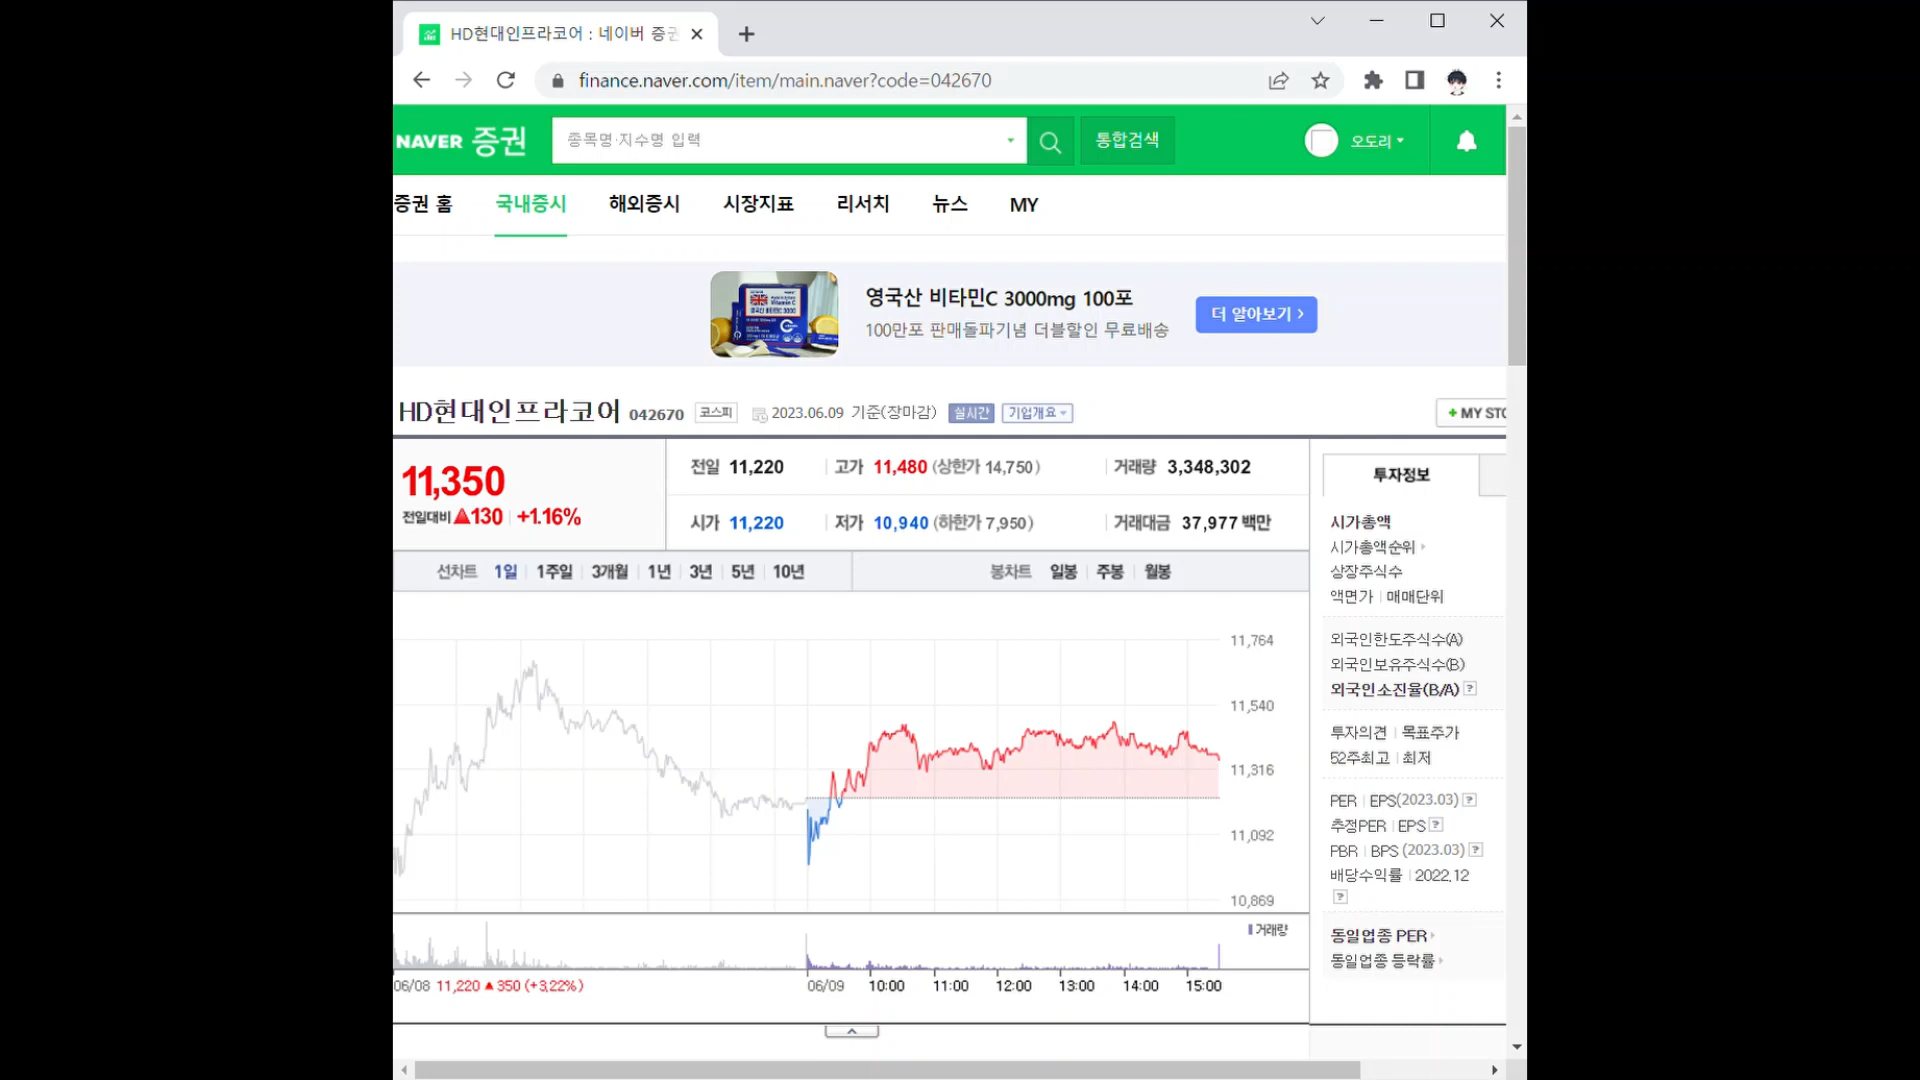 HD현대인프라코어 : 네이버 증권
finance.naver.com/item/main.naver?code=042670
NAVER 증권
종목명·지수명 입력
통합검색
오도리
증권 홈 국내증시 해외증시 시장지표 리서치 뉴스 MY
영국산 비타민C 3000mg 100포
100만포 판매돌파기념 더블할인 무료배송
더 알아보기 >
HD현대인프라코어 042670 코스피 2023.06.09 기준(장마감) 실시간 기업개요
+ MY STO
11,350
전일대비 ▲130 +1.16%
전일 11,220 고가 11,480 (상한가 14,750) 거래량 3,348,302
시가 11,220 저가 10,940 (하한가 7,950) 거래대금 37,977 백만
선차트 1일 1주일 3개월 1년 3년 5년 10년 봉차트 일봉 주봉 월봉
11,764
11,540
11,316
11,092
10,869
거래량
06/08 11,220 ▲ 350 (+3,22%)
06/09 10:00 11:00 12:00 13:00 14:00 15:00
투자정보
시가총액
시가총액순위
상장주식수
액면가 매매단위
외국인한도주식수(A)
외국인보유주식수(B)
외국인소진율(B/A) ?
투자의견 목표주가
52주최고 최저
PER EPS(2023.03) ?
추정PER EPS ?
PBR BPS (2023.03) ?
배당수익률 2022.12
?
동일업종 PER
동일업종 등락률